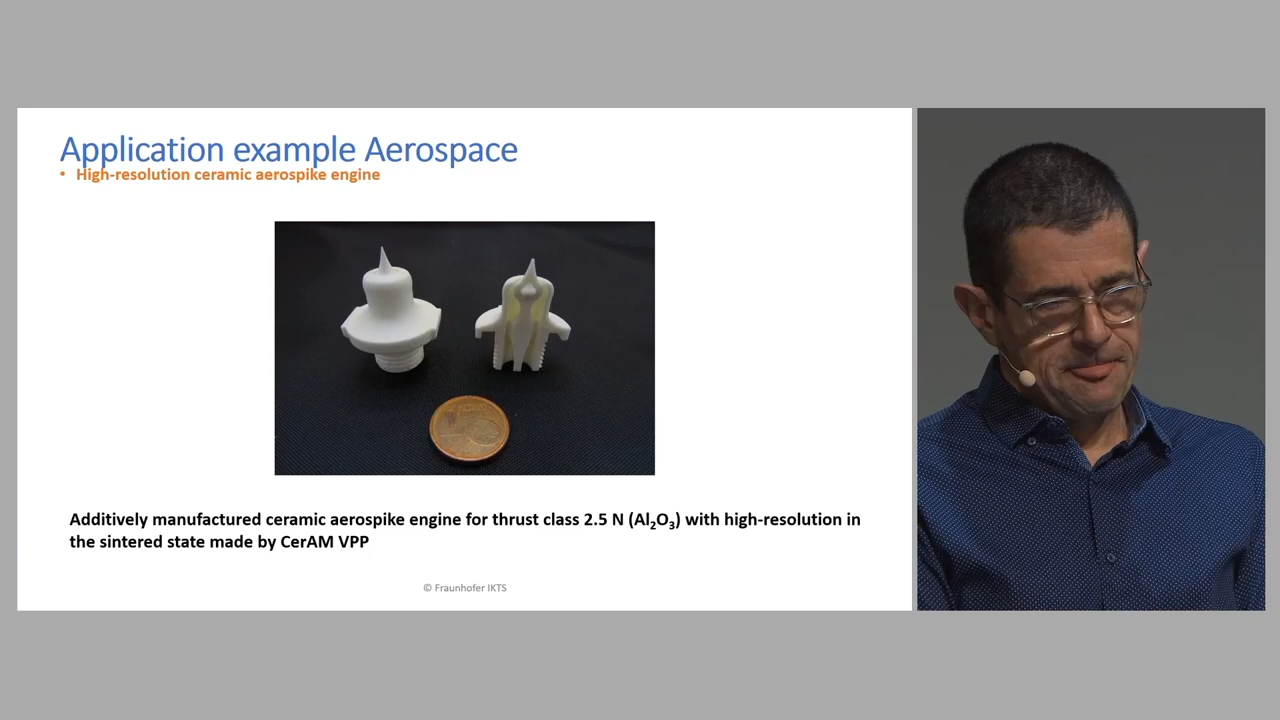 Application example Aerospace
• High-resolution ceramic aerospike engine
Additively manufactured ceramic aerospike engine for thrust class 2.5 N (Al₂O₃) with high-resolution in
the sintered state made by CerAM VPP
© Fraunhofer IKTS